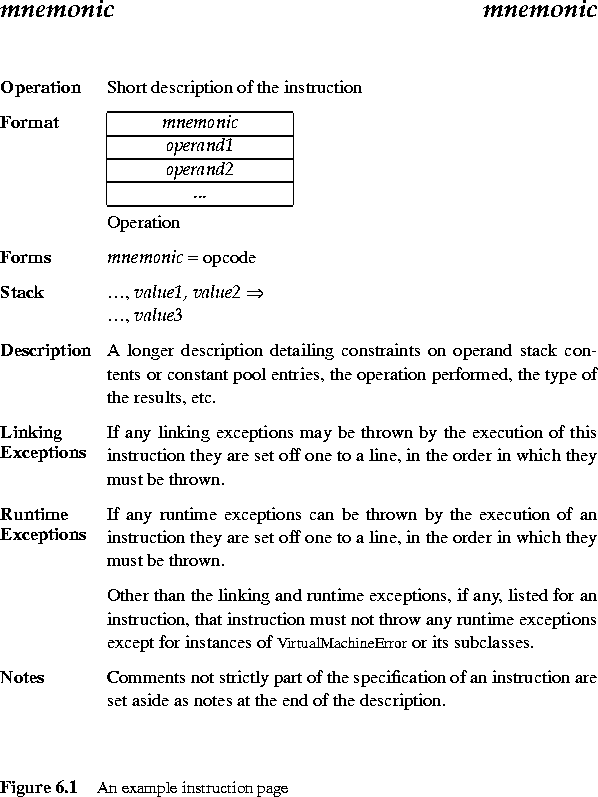 mnemonic mnemonic
Operation Short description of the instruction
Format mnemonic
operand1
operand2
...
Operation
Forms mnemonic = opcode
Stack …, value1, value2 ⇒
…, value3
Description A longer description detailing constraints on operand stack con-
tents or constant pool entries, the operation performed, the type of
the results, etc.
Linking Exceptions If any linking exceptions may be thrown by the execution of this
instruction they are set off one to a line, in the order in which they
must be thrown.
Runtime Exceptions If any runtime exceptions can be thrown by the execution of an
instruction they are set off one to a line, in the order in which they
must be thrown.
Other than the linking and runtime exceptions, if any, listed for an
instruction, that instruction must not throw any runtime exceptions
except for instances of VirtualMachineError or its subclasses.
Notes Comments not strictly part of the specification of an instruction are
set aside as notes at the end of the description.
Figure 6.1 An example instruction page